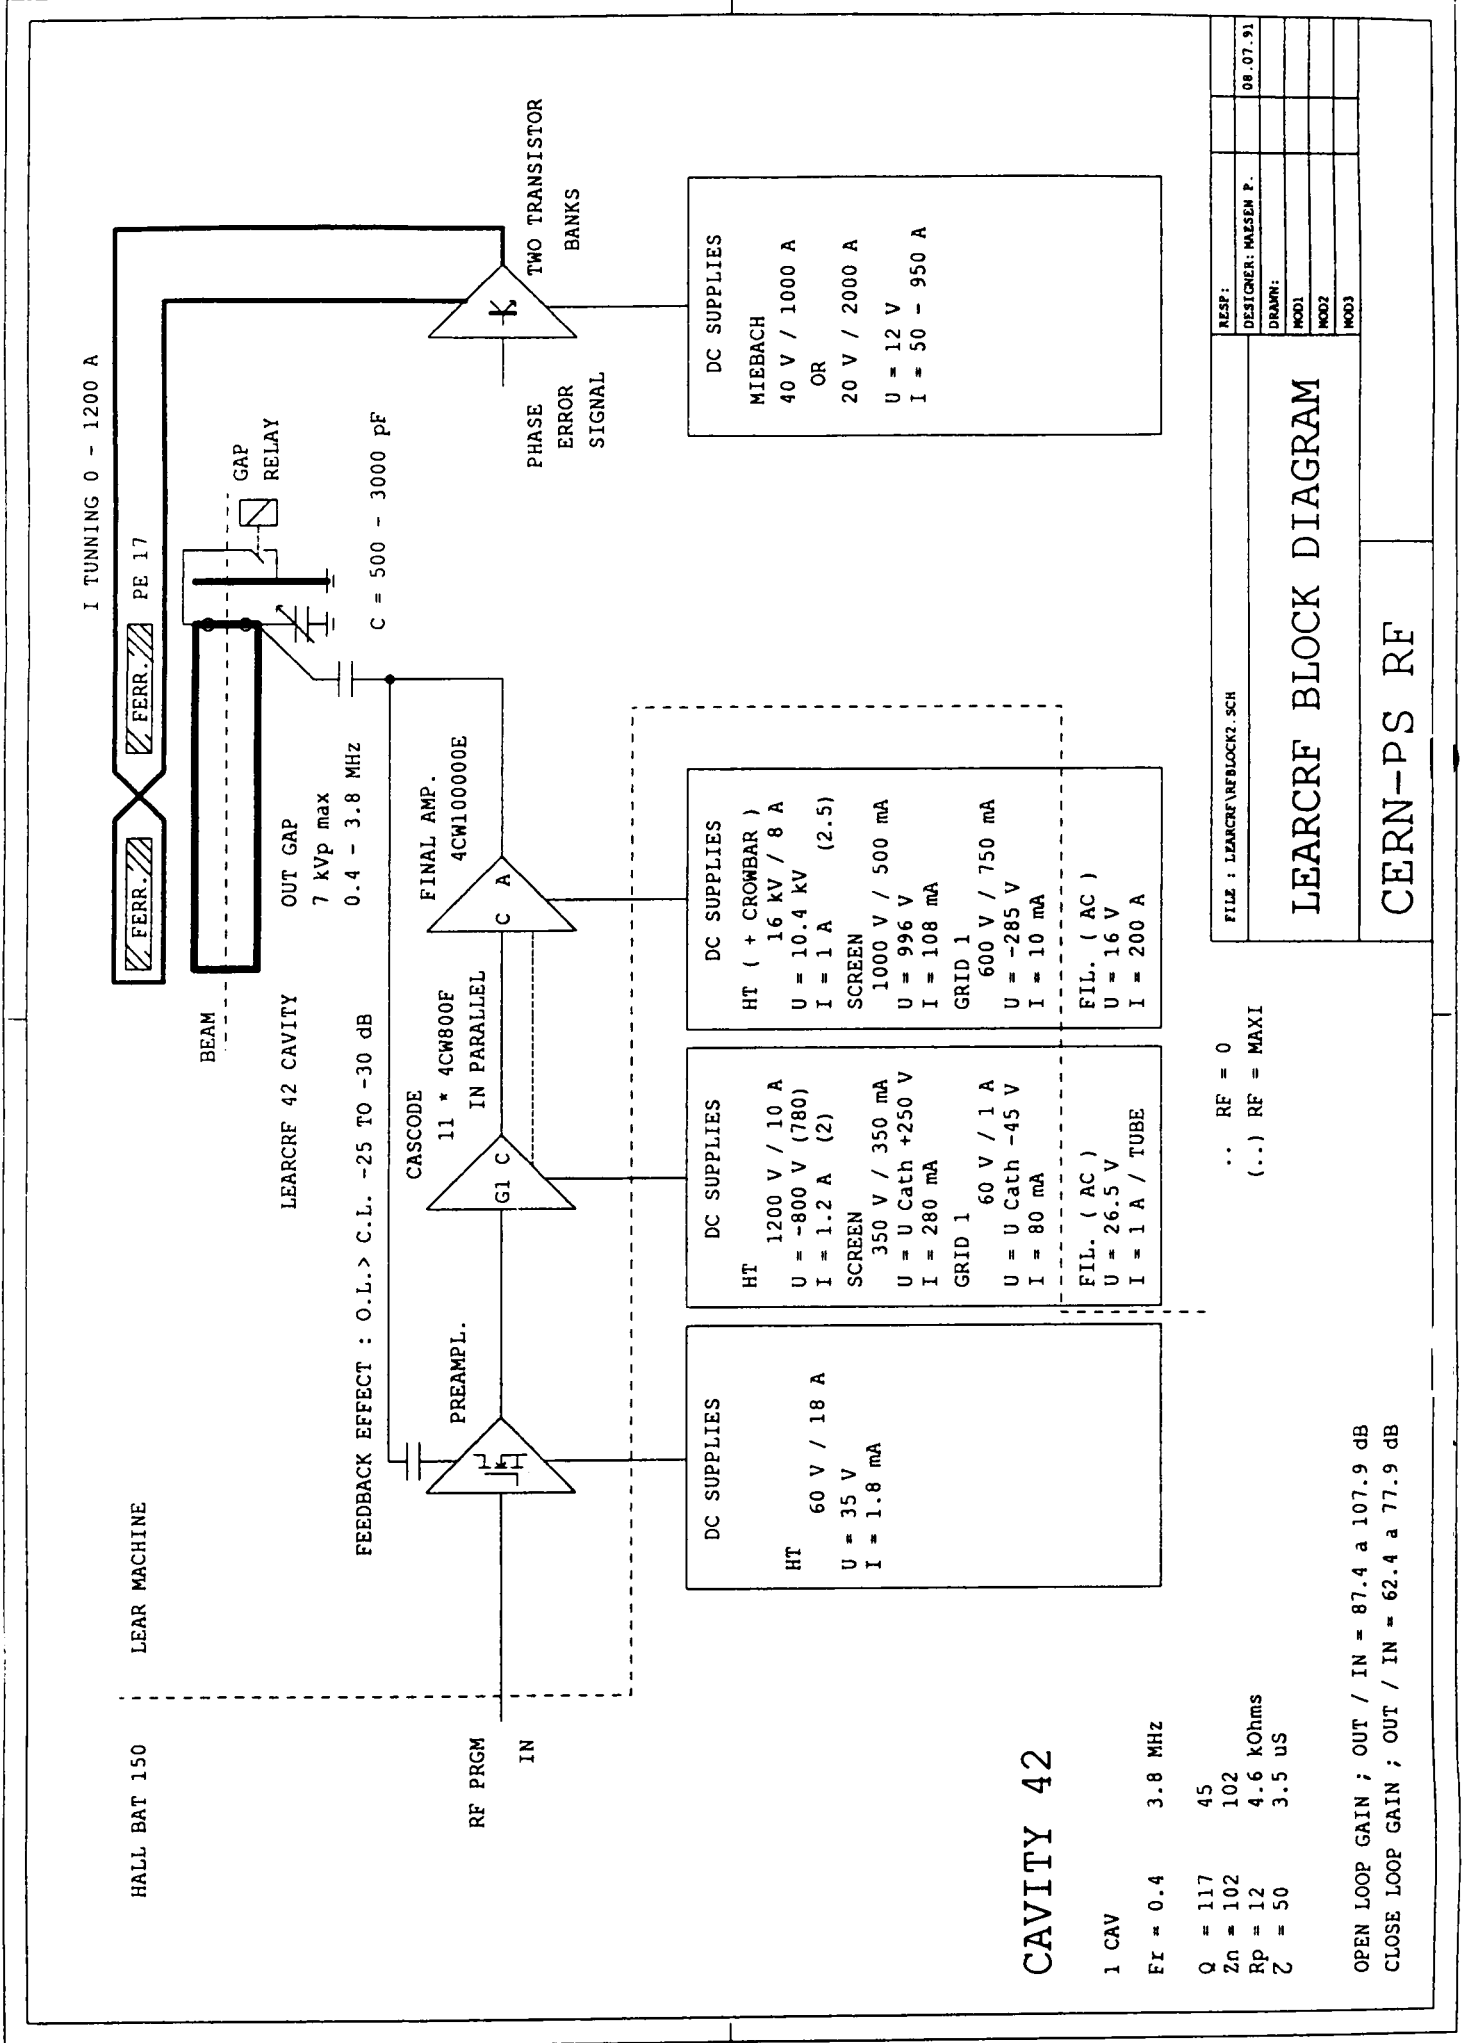 HALL BAT 150
LEAR MACHINE
I TUNNING 0 - 1200 A
FERR.
FERR.
PE 17
BEAM
GAP
RELAY
LEARCRF 42 CAVITY
OUT GAP
7 kVp max
0.4 - 3.8 MHz
C = 500 - 3000 pF
FEEDBACK EFFECT : O.L.> C.L. -25 TO -30 dB
RF PRGM
IN
PREAMPL.
CASCODE
11 * 4CW800F
IN PARALLEL
G1 C
FINAL AMP.
4CW100000E
C A
PHASE
ERROR
SIGNAL
TWO TRANSISTOR
BANKS
DC SUPPLIES
HT
60 V / 18 A
U = 35 V
I = 1.8 mA
DC SUPPLIES
HT
1200 V / 10 A
U = -800 V (780)
I = 1.2 A (2)
SCREEN
350 V / 350 mA
U = U Cath +250 V
I = 280 mA
GRID 1
60 V / 1 A
U = U Cath -45 V
I = 80 mA
FIL. ( AC )
U = 26.5 V
I = 1 A / TUBE
DC SUPPLIES
HT ( + CROWBAR )
16 kV / 8 A
U = 10.4 kV
I = 1 A (2.5)
SCREEN
1000 V / 500 mA
U = 996 V
I = 108 mA
GRID 1
600 V / 750 mA
U = -285 V
I = 10 mA
FIL. ( AC )
U = 16 V
I = 200 A
DC SUPPLIES
MIEBACH
40 V / 1000 A
OR
20 V / 2000 A
U = 12 V
I = 50 - 950 A
CAVITY 42
1 CAV
Fr = 0.4 3.8 MHz
Q = 117 45
Zn = 102 102
Rp = 12 4.6 kOhms
Z = 50 3.5 uS
.. RF = 0
(..) RF = MAXI
OPEN LOOP GAIN ; OUT / IN = 87.4 a 107.9 dB
CLOSE LOOP GAIN ; OUT / IN = 62.4 a 77.9 dB
FILE : LEARCRF\RFBLOCK2.SCH
LEARCRF BLOCK DIAGRAM
CERN-PS RF
RESP:
DESIGNER: MAESEN P. 08.07.91
DRAWN:
MOD1
MOD2
MOD3